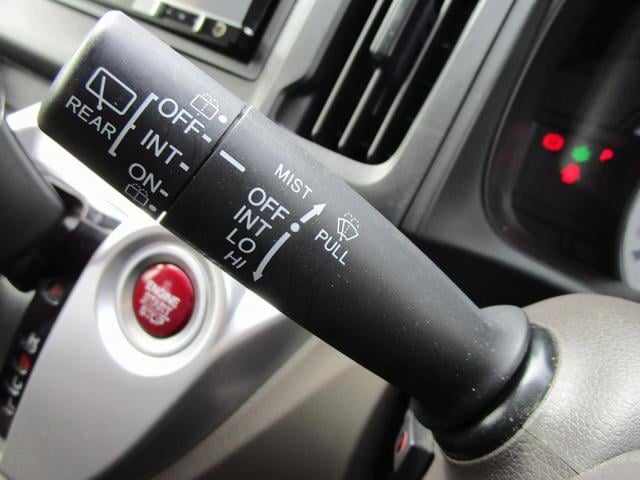 REAR
OFF-
INT-
ON-
MIST
OFF
INT
LO
HI
PULL
ENGINE
START
STOP